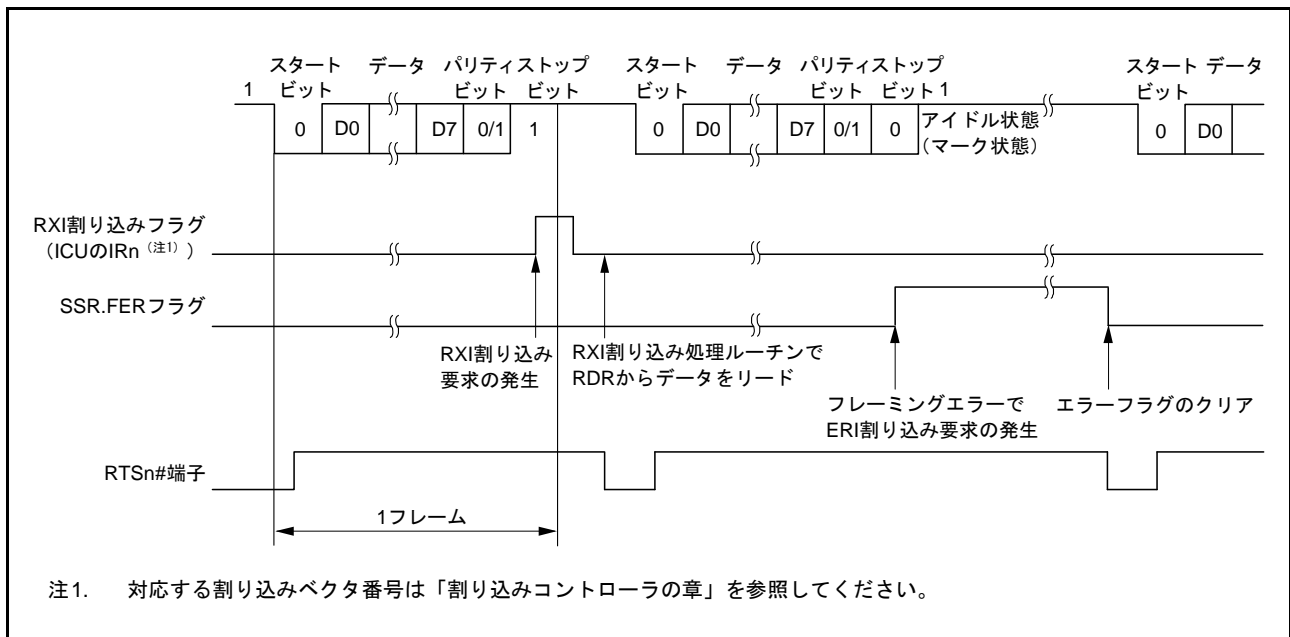 スタート データ パリティストップ スタート データ パリティストップ スタート データ
1 ビット ビット ビット ビット ビット ビット 1 ビット
0 D0 D7 0/1 1 0 D0 D7 0/1 0 アイドル状態 0 D0
（マーク状態）
RXI割り込みフラグ
（ICUのIRn（注1））
SSR.FERフラグ
RXI割り込み
要求の発生
RXI割り込み処理ルーチンで
RDRからデータをリード
フレーミングエラーで
ERI割り込み要求の発生
エラーフラグのクリア
RTSn#端子
1フレーム
注1. 対応する割り込みベクタ番号は「割り込みコントローラの章」を参照してください。